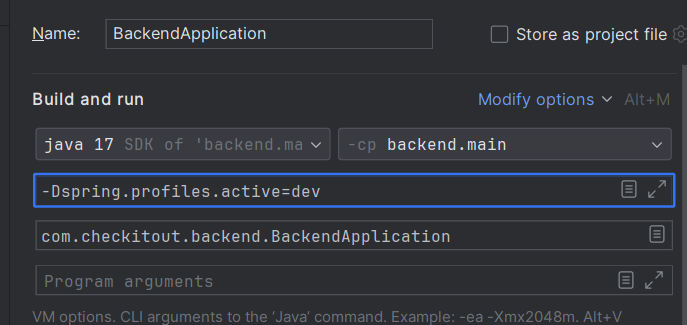 Name: BackendApplication Store as project file
Build and run Modify options Alt+M
java 17 SDK of 'backend.ma -cp backend.main
-Dspring.profiles.active=dev
com.checkitout.backend.BackendApplication
Program arguments
VM options. CLI arguments to the 'Java' command. Example: -ea -Xmx2048m. Alt+V